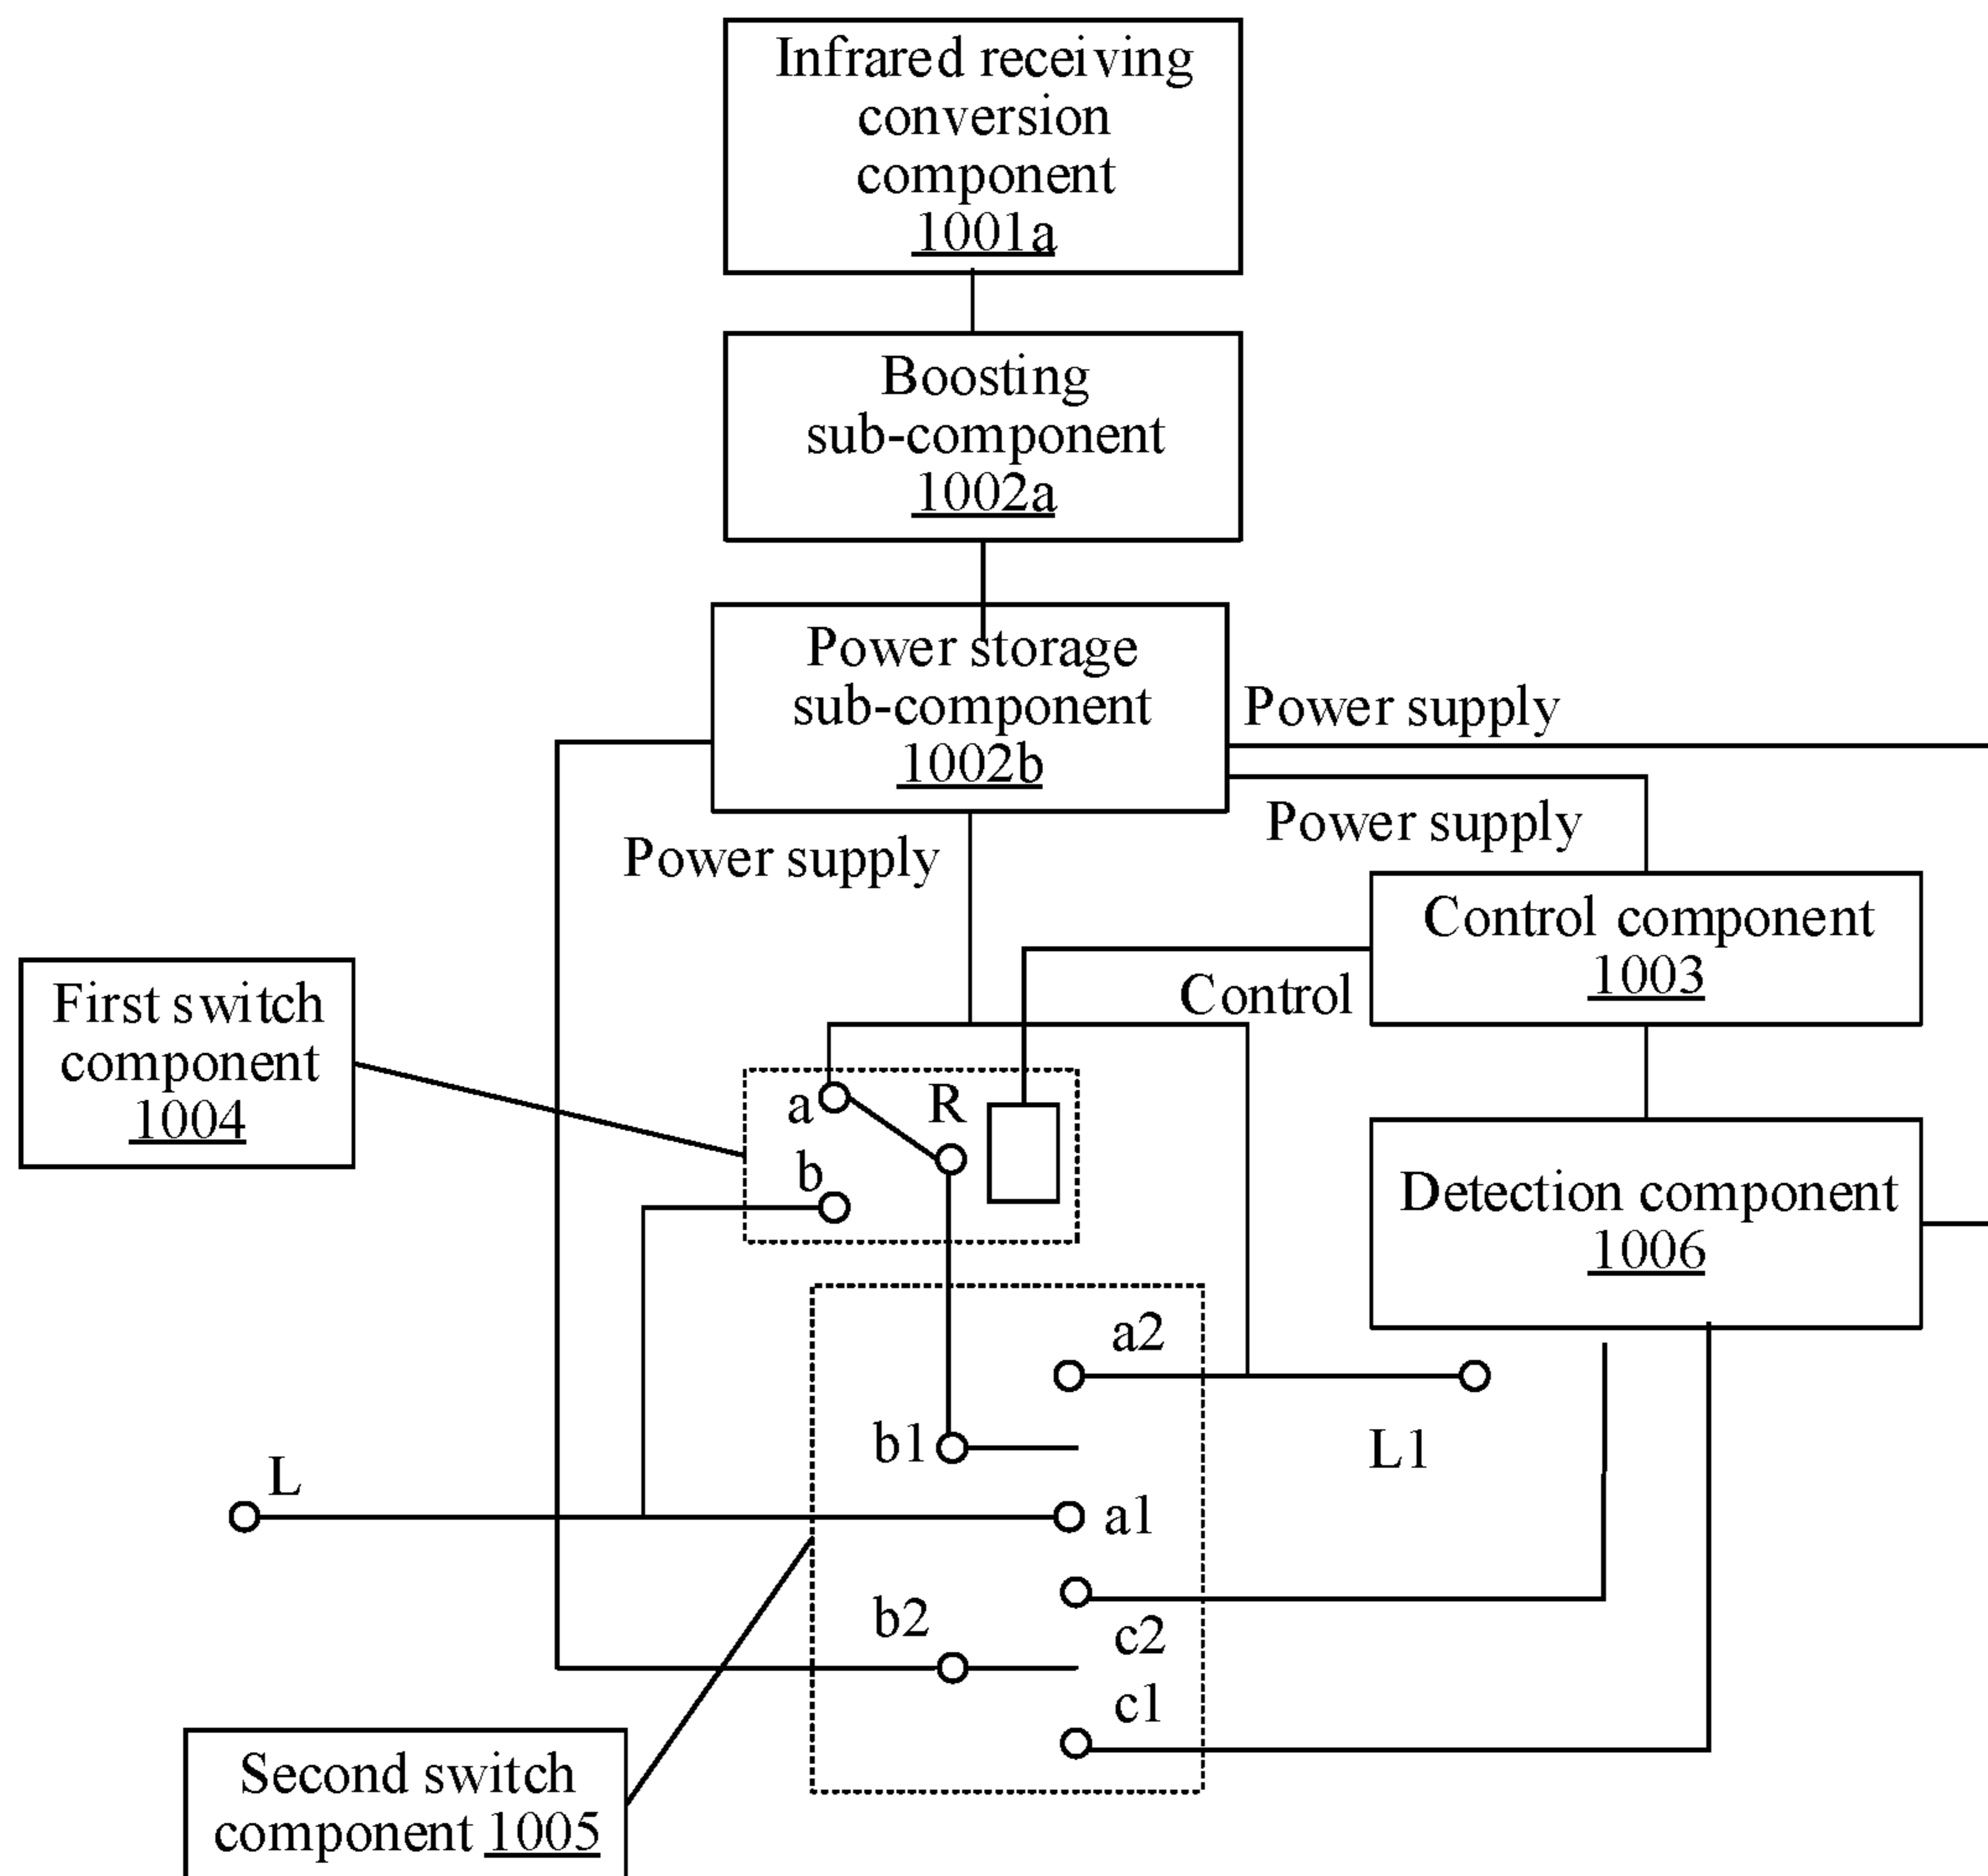 Infrared receiving
conversion
component
1001a
Boosting
sub-component
1002a
Power storage
sub-component
1002b
Power supply
Power supply
Power supply
Control component
1003
Control
First switch
component
1004
a
R
b
Detection component
1006
a2
b1
L1
L
a1
b2
c2
c1
Second switch
component 1005